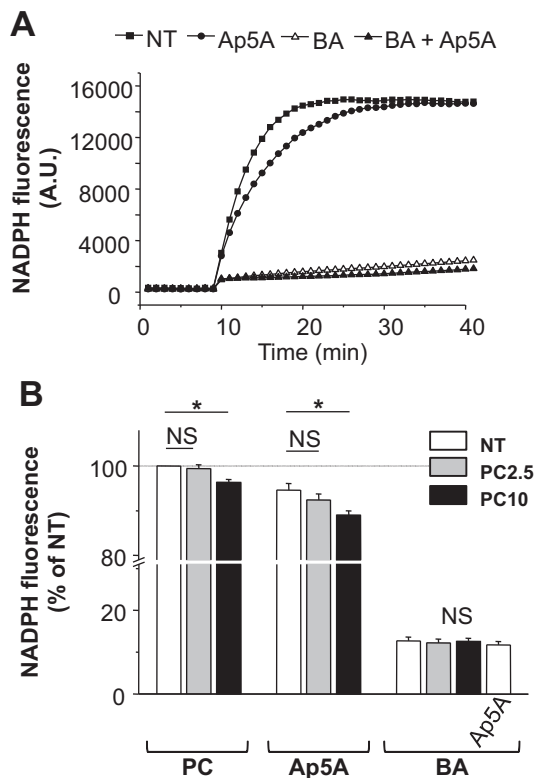 A
NT Ap5A BA BA + Ap5A
NADPH fluorescence
(A.U.)
16000
12000
8000
4000
0
0 10 20 30 40
Time (min)
B
* *
NS NS
NT
PC2.5
PC10
NADPH fluorescence
(% of NT)
100
80
20
0
NS
Ap5A
PC Ap5A BA